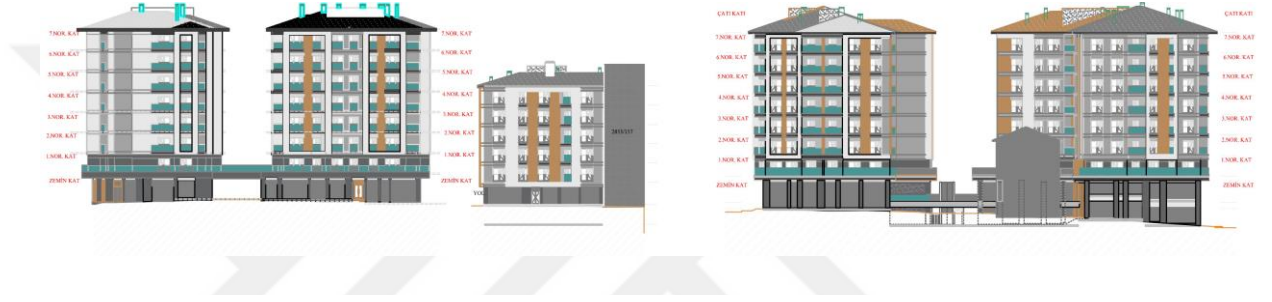 7.NOR. KAT
6.NOR. KAT
5.NOR. KAT
4.NOR. KAT
3.NOR. KAT
2.NOR. KAT
1.NOR. KAT
ZEMİN KAT
7.NOR. KAT
6.NOR. KAT
5.NOR. KAT
4.NOR. KAT
3.NOR. KAT
2.NOR. KAT
1.NOR. KAT
ZEMİN KAT
YOL
ÇATI KATI
7.NOR. KAT
6.NOR. KAT
5.NOR. KAT
4.NOR. KAT
3.NOR. KAT
2.NOR. KAT
1.NOR. KAT
ZEMİN KAT
ÇATI KATI
7.NOR. KAT
6.NOR. KAT
5.NOR. KAT
4.NOR. KAT
3.NOR. KAT
2.NOR. KAT
1.NOR. KAT
ZEMİN KAT